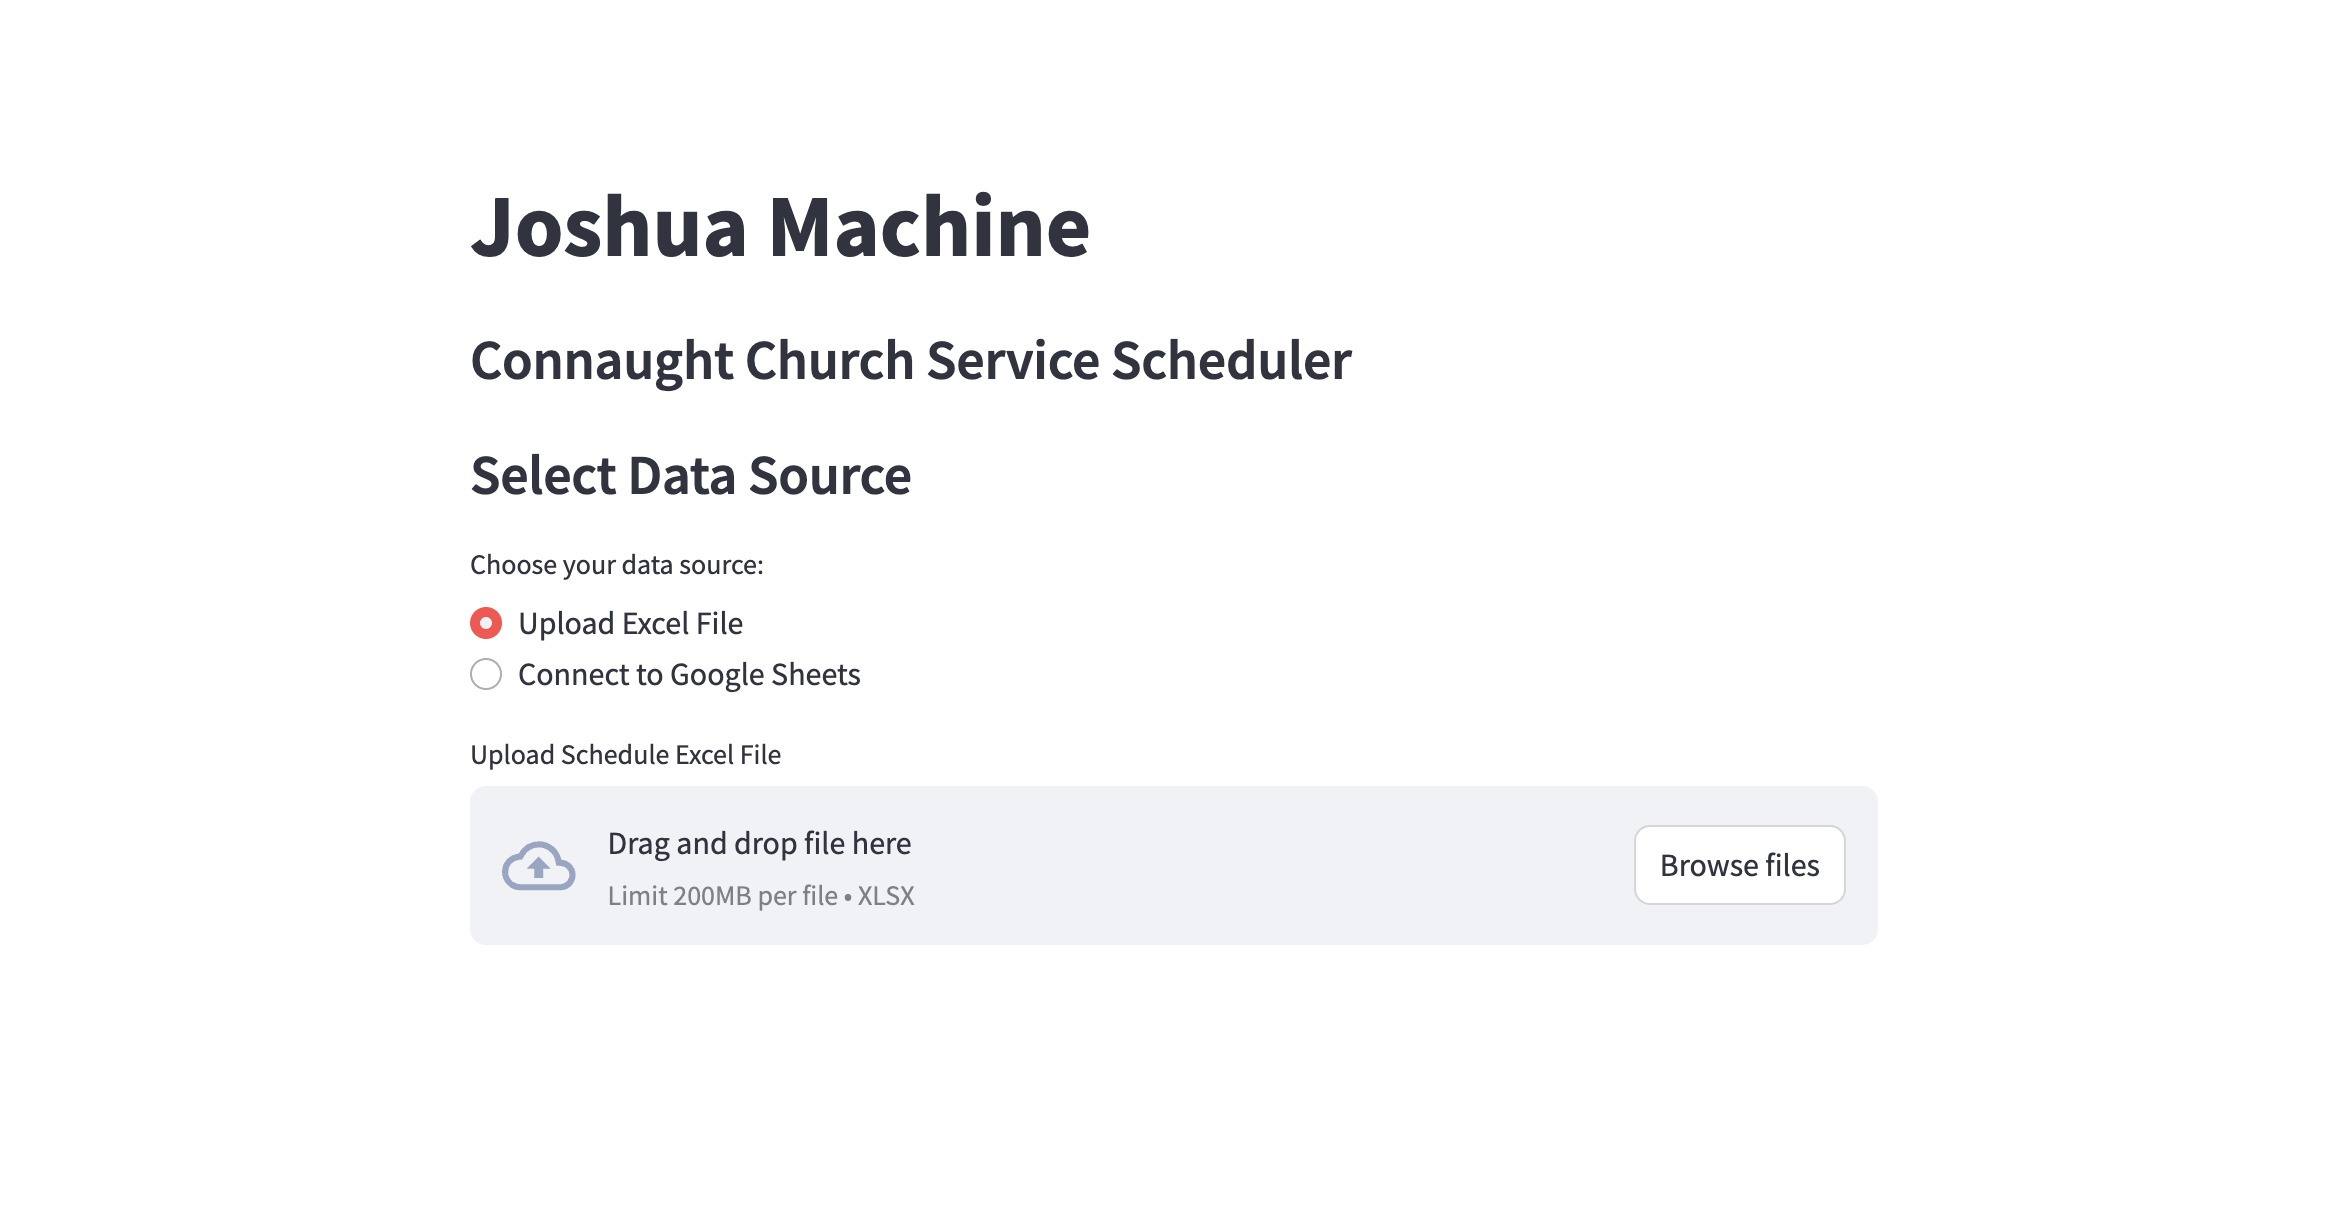 Joshua Machine
Connaught Church Service Scheduler
Select Data Source
Choose your data source:
Upload Excel File
Connect to Google Sheets
Upload Schedule Excel File
Drag and drop file here
Limit 200MB per file • XLSX
Browse files